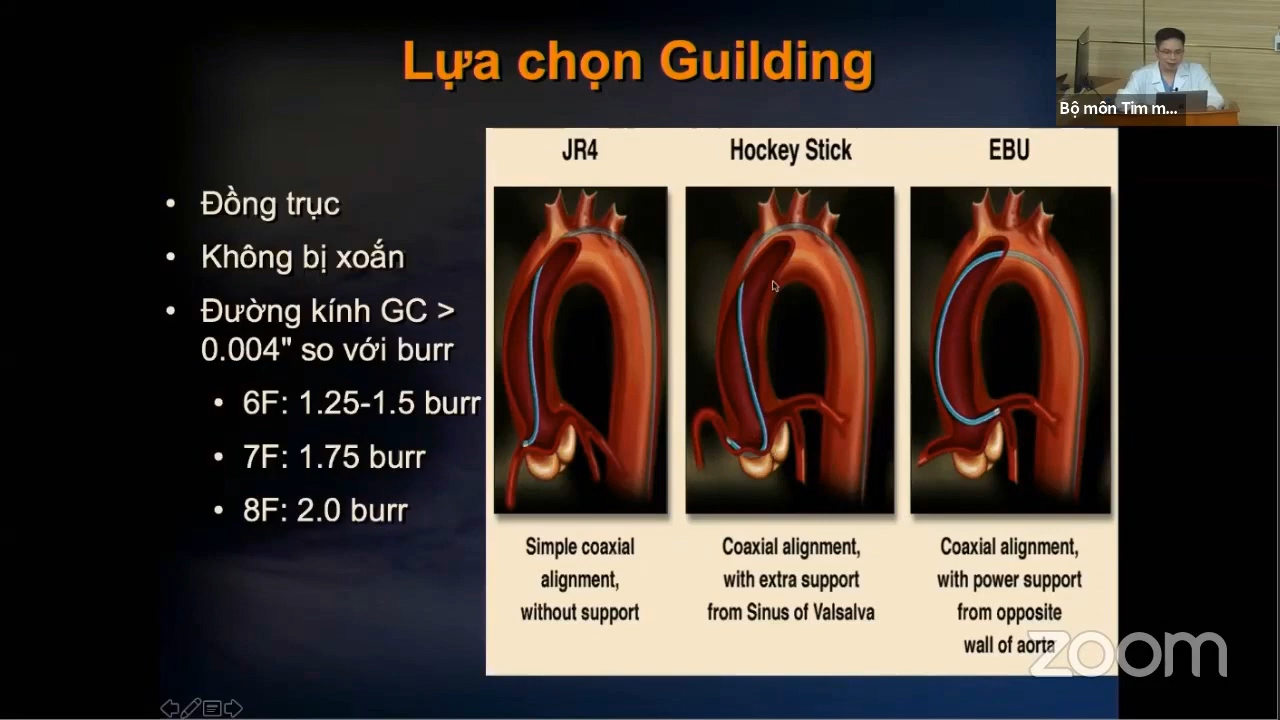 Lựa chọn Guilding
Bộ môn Tim m...
JR4
Hockey Stick
EBU
• Đồng trục
• Không bị xoắn
• Đường kính GC >
0.004" so với burr
• 6F: 1.25-1.5 burr
• 7F: 1.75 burr
• 8F: 2.0 burr
Simple coaxial
alignment,
without support
Coaxial alignment,
with extra support
from Sinus of Valsalva
Coaxial alignment,
with power support
from opposite
wall of aorta
zoom